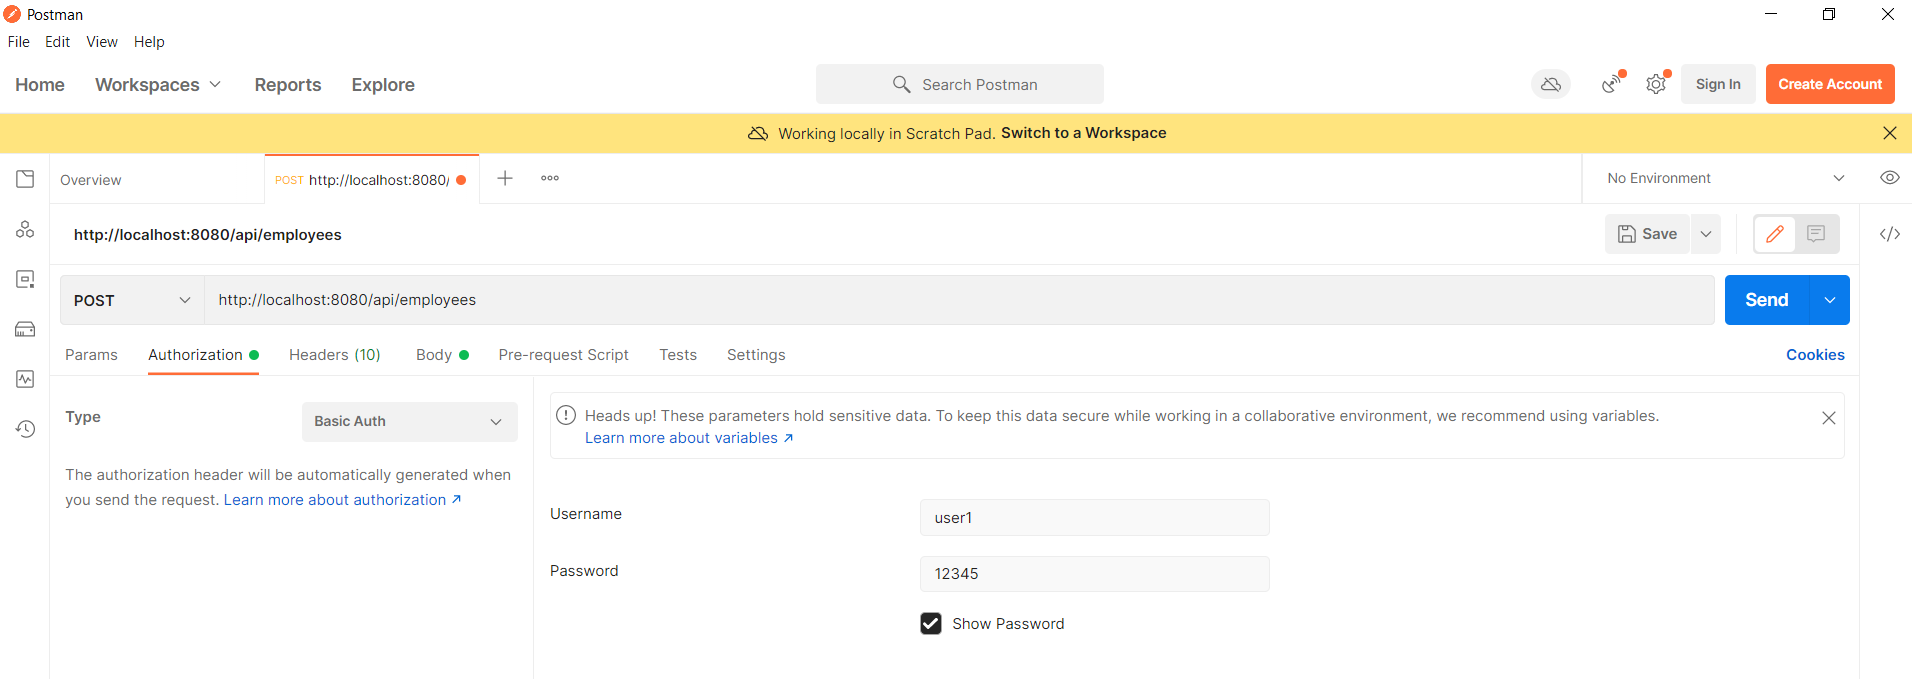 Postman
File Edit View Help
Home Workspaces Reports Explore Search Postman Sign In Create Account
Working locally in Scratch Pad. Switch to a Workspace
Overview POST http://localhost:8080/ No Environment
http://localhost:8080/api/employees Save
POST http://localhost:8080/api/employees Send
Params Authorization Headers (10) Body Pre-request Script Tests Settings Cookies
Type Basic Auth
The authorization header will be automatically generated when
you send the request. Learn more about authorization ↗
Heads up! These parameters hold sensitive data. To keep this data secure while working in a collaborative environment, we recommend using variables.
Learn more about variables ↗
Username user1
Password 12345
Show Password